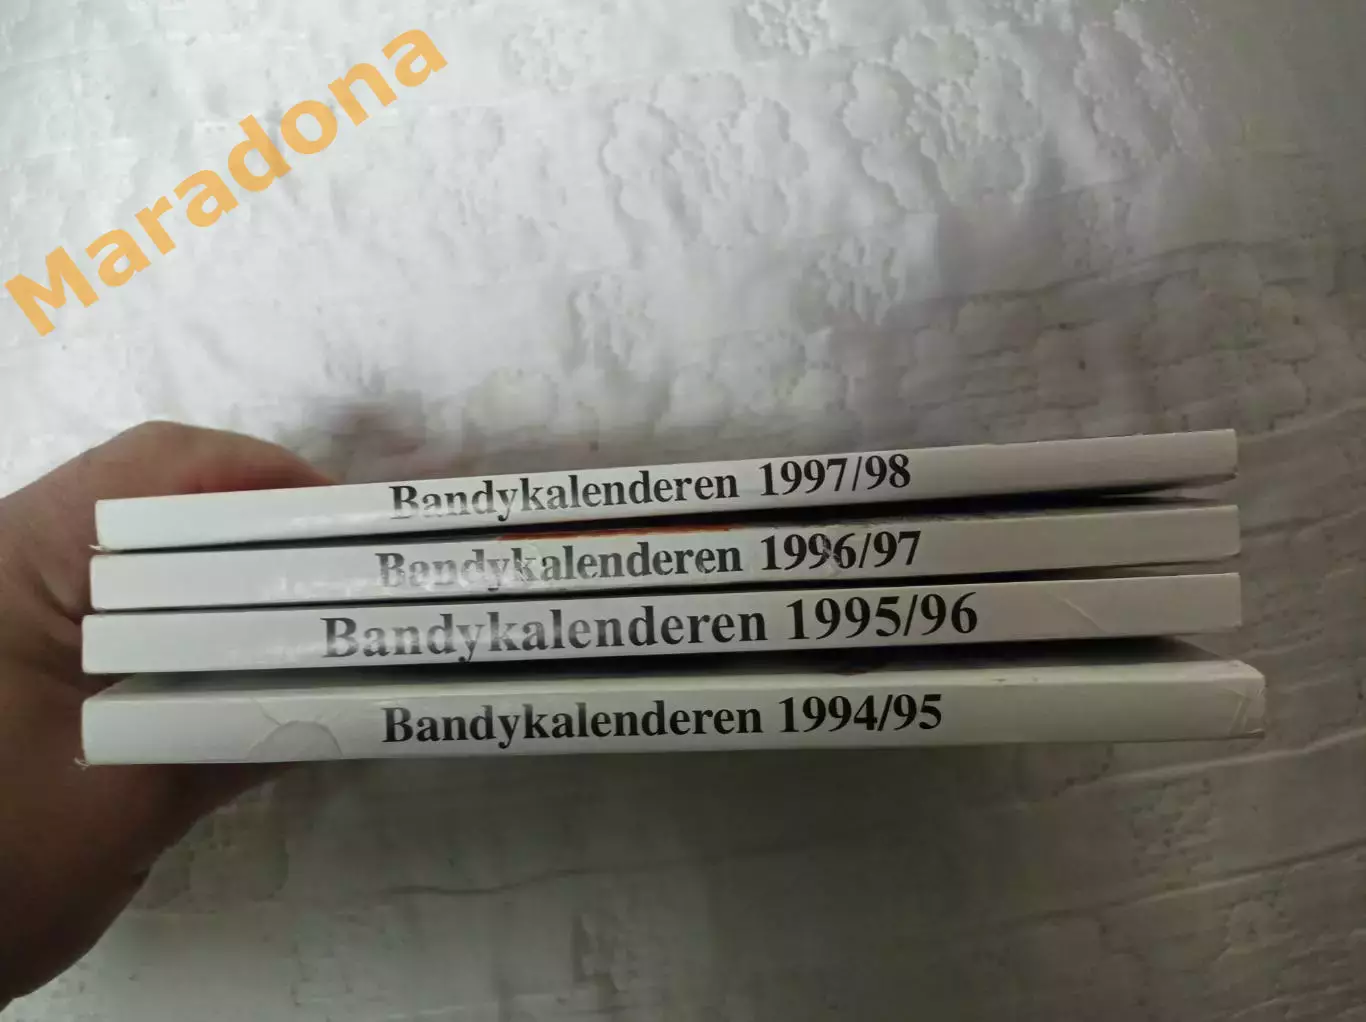 Maradona
Bandykalenderen 1997/98
Bandykalenderen 1996/97
Bandykalenderen 1995/96
Bandykalenderen 1994/95